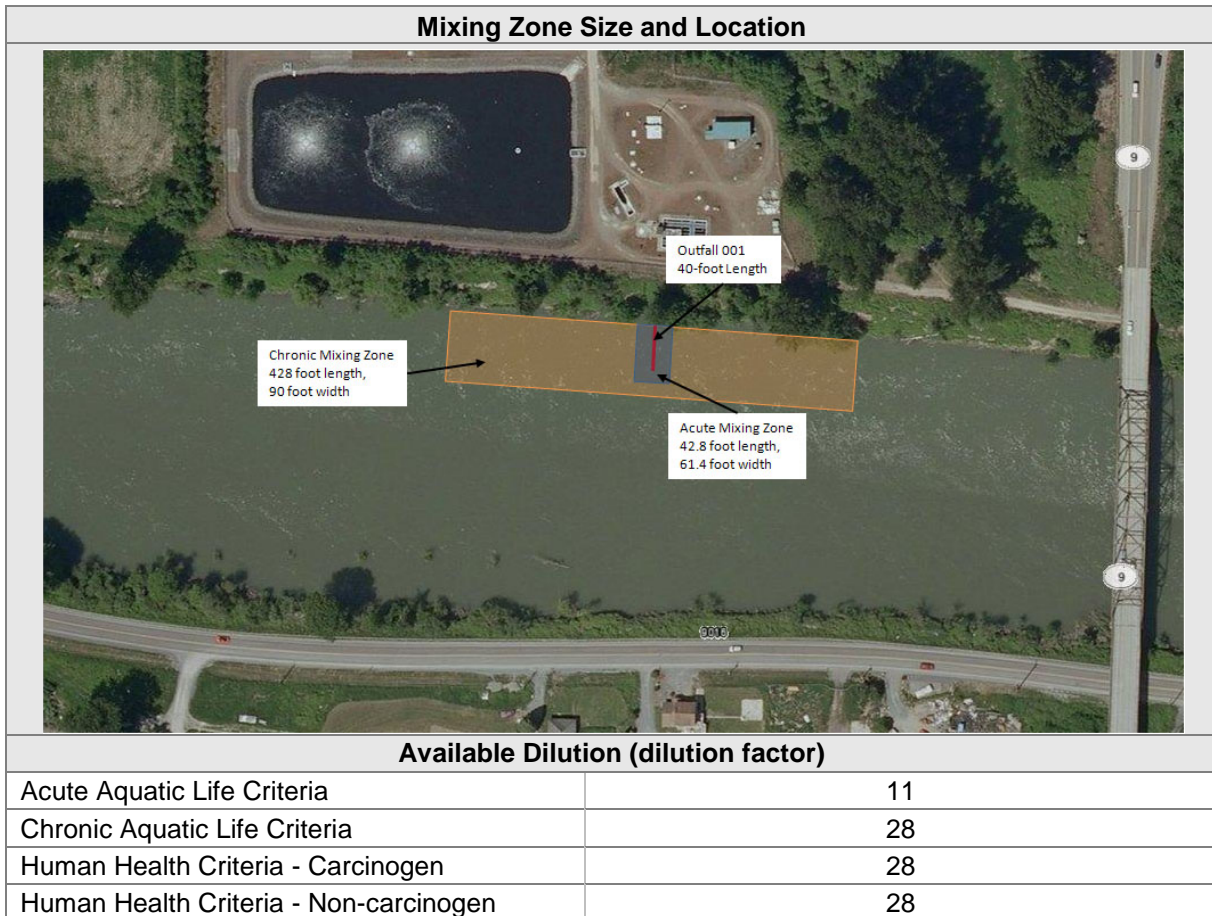 Mixing Zone Size and Location
9
Outfall 001
40-foot Length
Chronic Mixing Zone
428 foot length,
90 foot width
Acute Mixing Zone
42.8 foot length,
61.4 foot width
9
Available Dilution (dilution factor)
Acute Aquatic Life Criteria 11
Chronic Aquatic Life Criteria 28
Human Health Criteria - Carcinogen 28
Human Health Criteria - Non-carcinogen 28